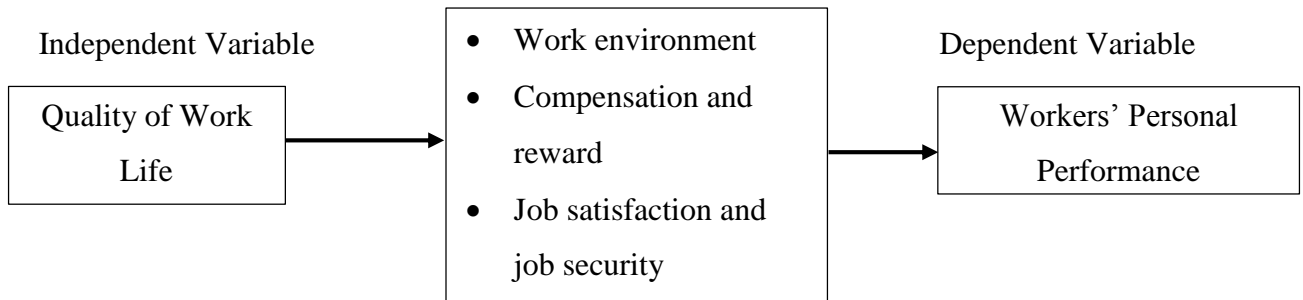 Independent Variable
Quality of Work
Life
• Work environment
• Compensation and
reward
• Job satisfaction and
job security
Dependent Variable
Workers’ Personal
Performance